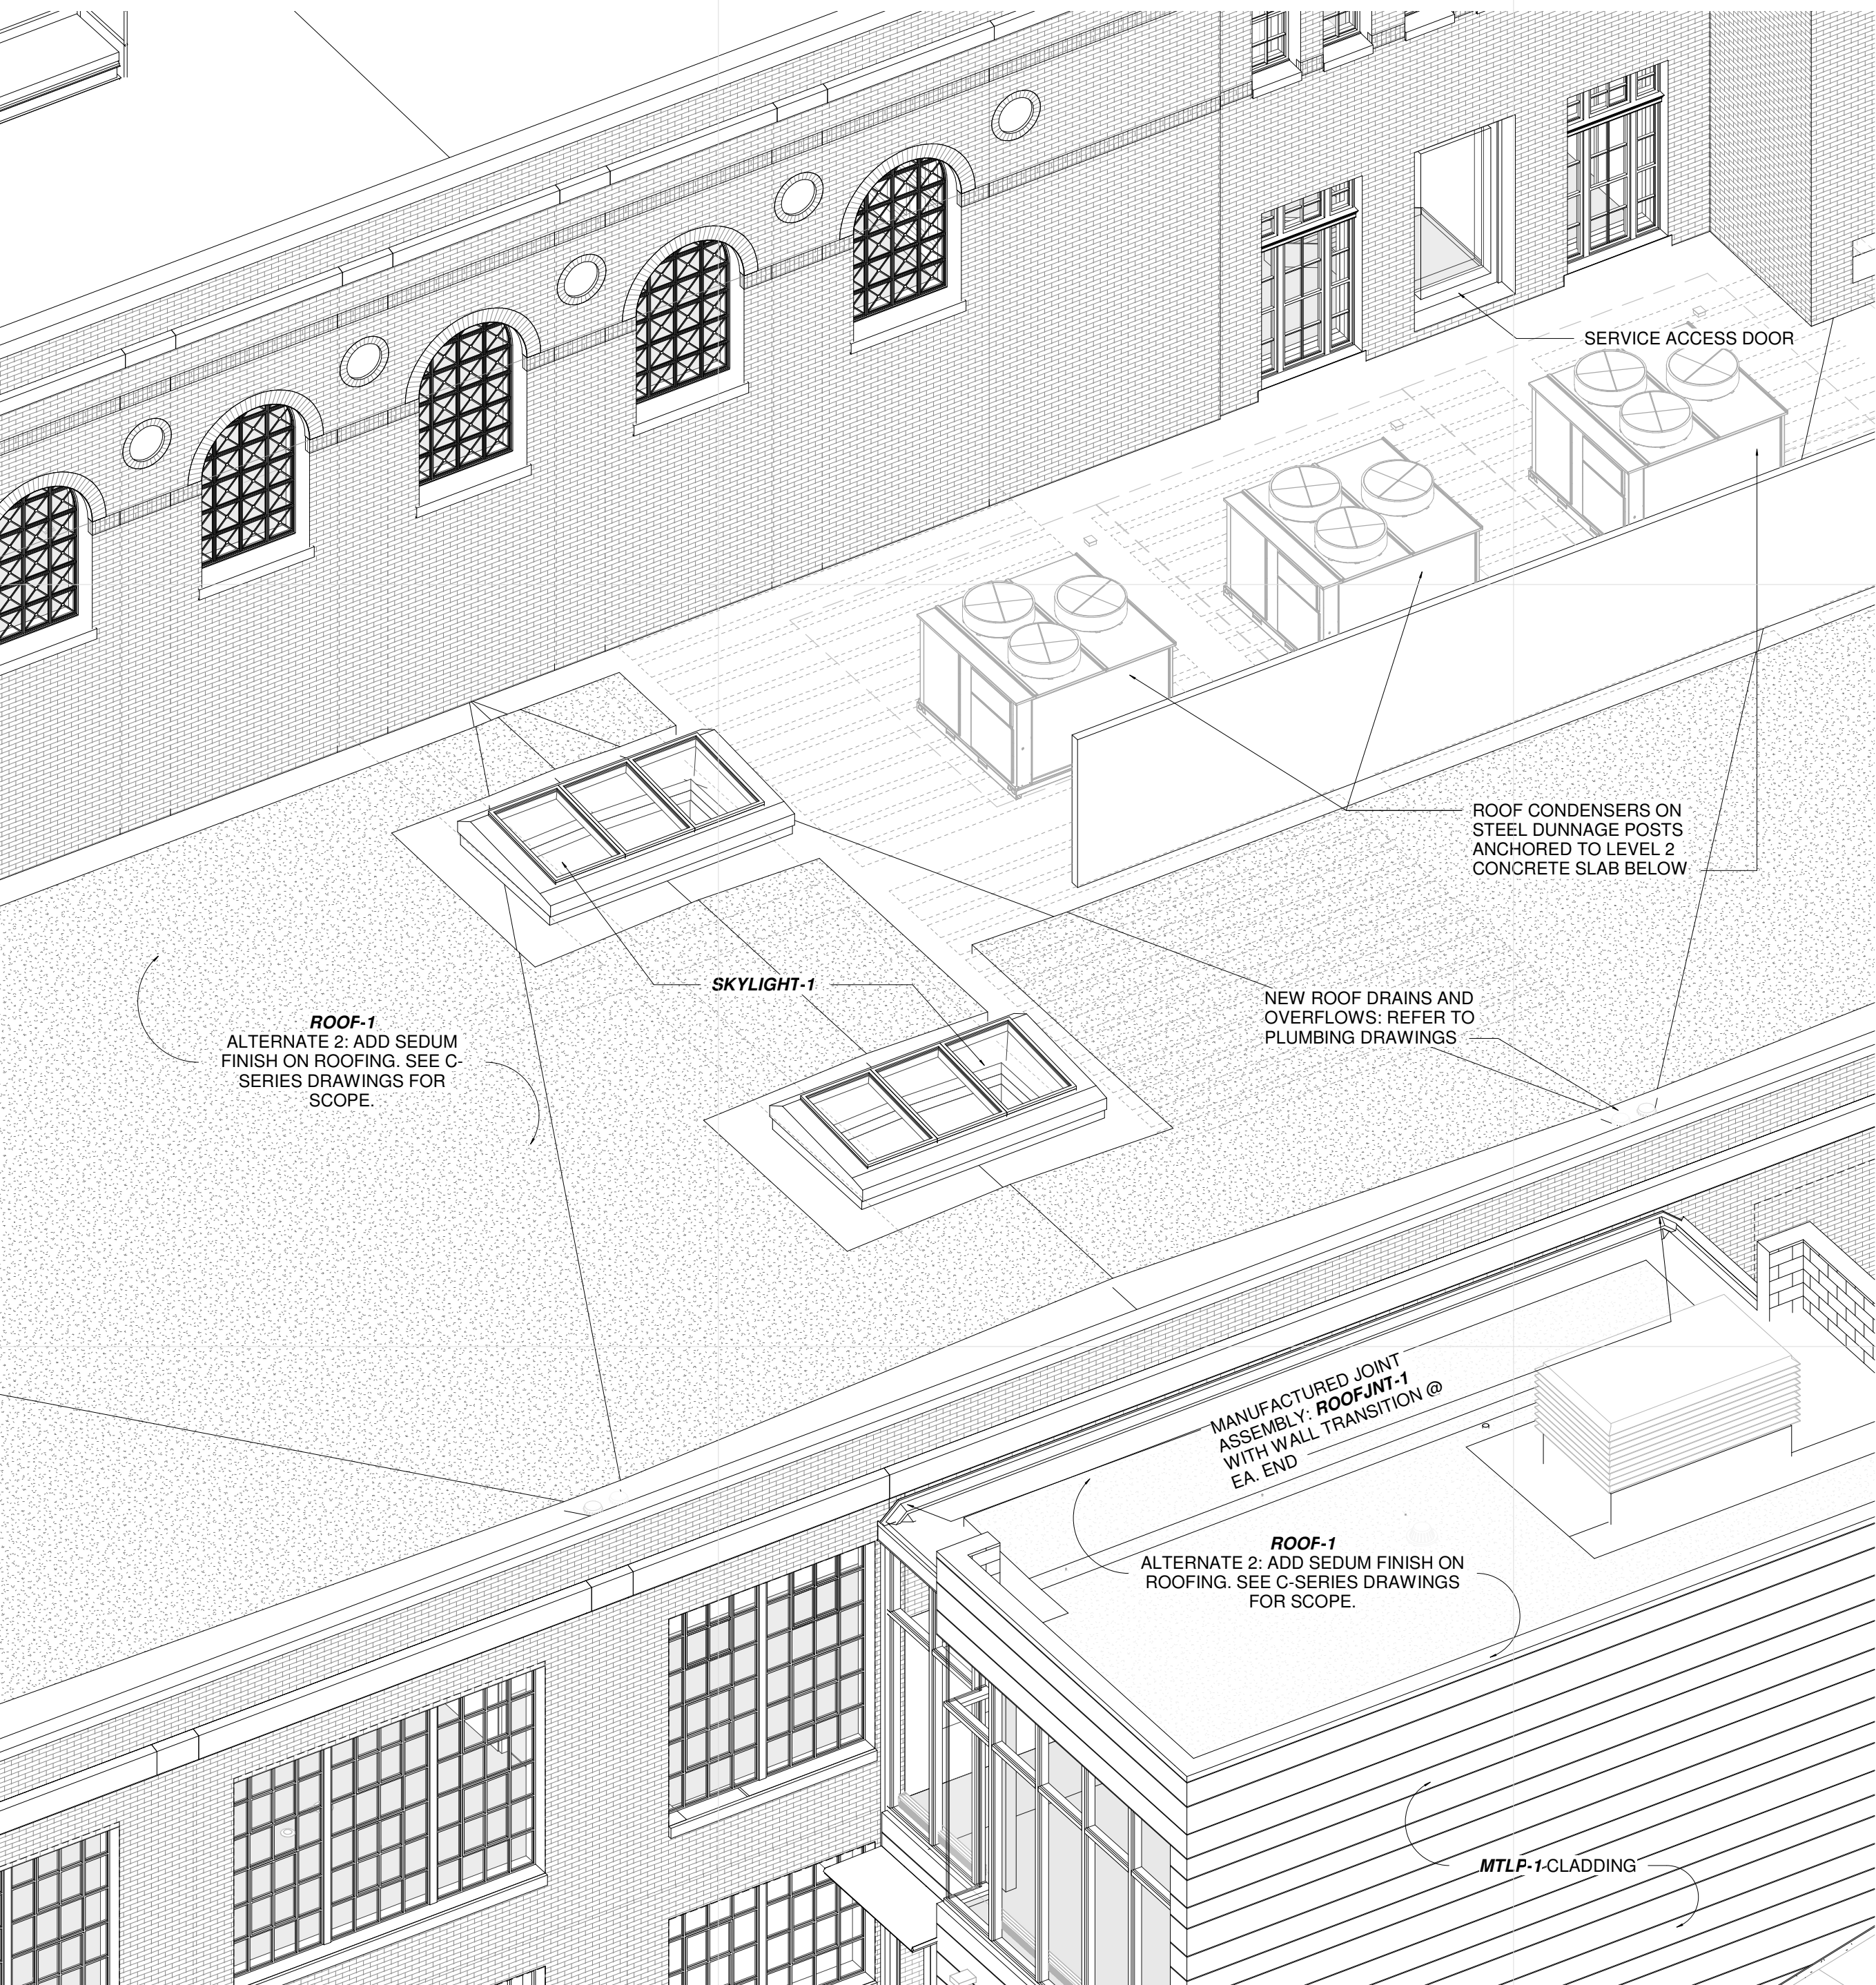 SERVICE ACCESS DOOR
ROOF CONDENSERS ON
STEEL DUNNAGE POSTS
ANCHORED TO LEVEL 2
CONCRETE SLAB BELOW
SKYLIGHT-1
NEW ROOF DRAINS AND
OVERFLOWS: REFER TO
PLUMBING DRAWINGS
ROOF-1
ALTERNATE 2: ADD SEDUM
FINISH ON ROOFING. SEE C-
SERIES DRAWINGS FOR
SCOPE.
MANUFACTURED JOINT
ASSEMBLY: ROOFJNT-1
WITH WALL TRANSITION @
EA. END
ROOF-1
ALTERNATE 2: ADD SEDUM FINISH ON
ROOFING. SEE C-SERIES DRAWINGS
FOR SCOPE.
MTLP-1 CLADDING